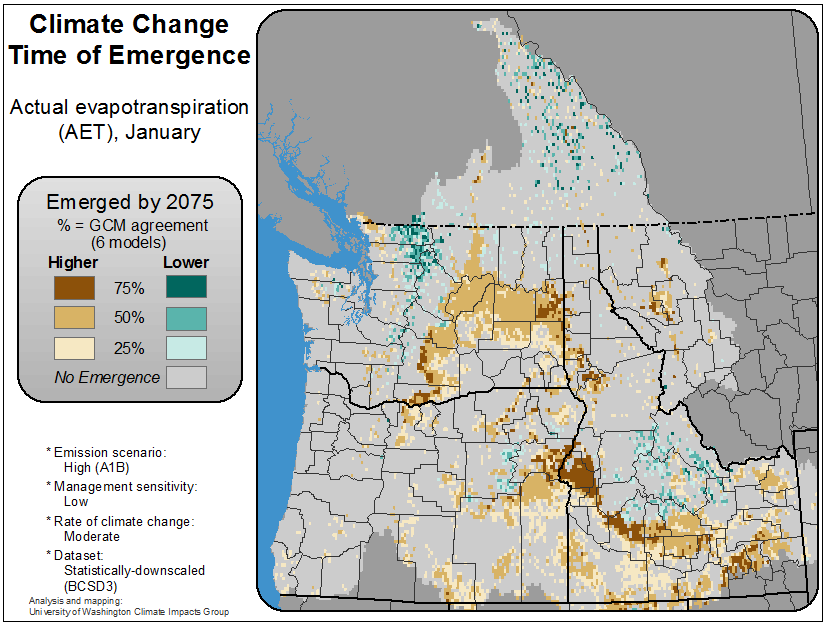 Climate Change
Time of Emergence
Actual evapotranspiration
(AET), January
Emerged by 2075
% = GCM agreement
(6 models)
Higher Lower
75%
50%
25%
No Emergence
* Emission scenario:
High (A1B)
* Management sensitivity:
Low
* Rate of climate change:
Moderate
* Dataset:
Statistically-downscaled
(BCSD3)
Analysis and mapping:
University of Washington Climate Impacts Group